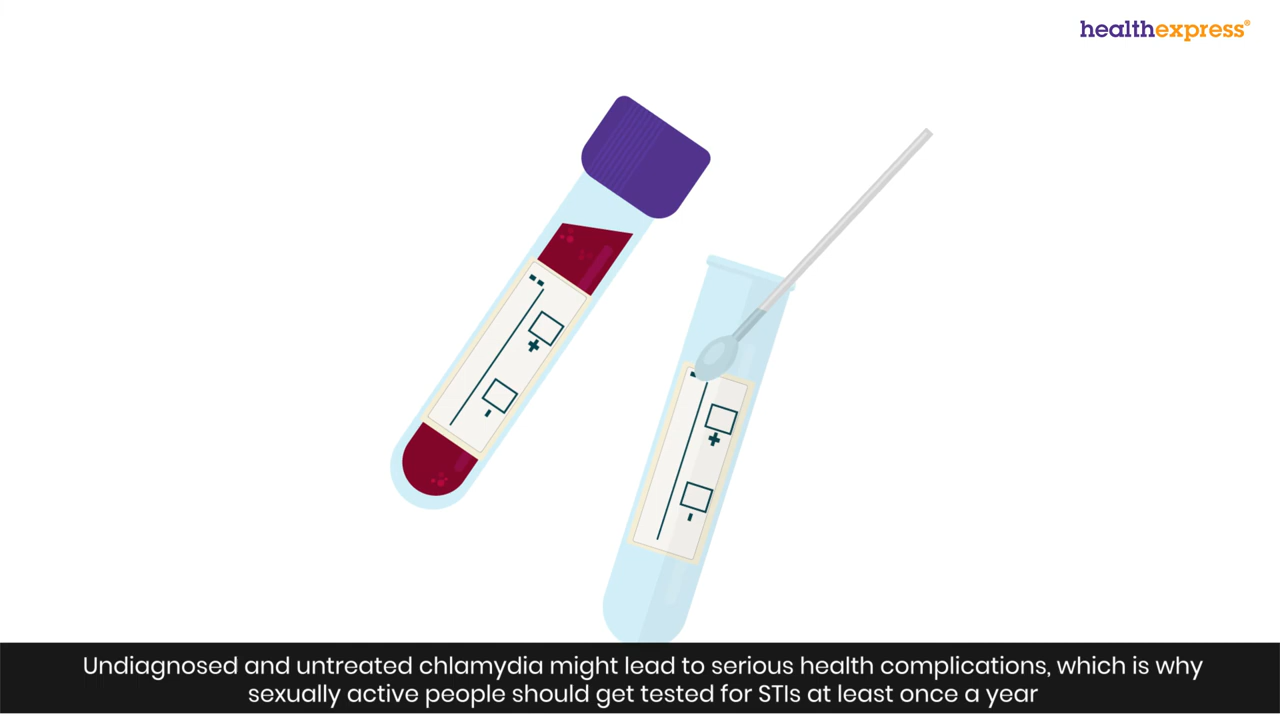 healthexpress®
+
-
+
-
Undiagnosed and untreated chlamydia might lead to serious health complications, which is why
sexually active people should get tested for STIs at least once a year